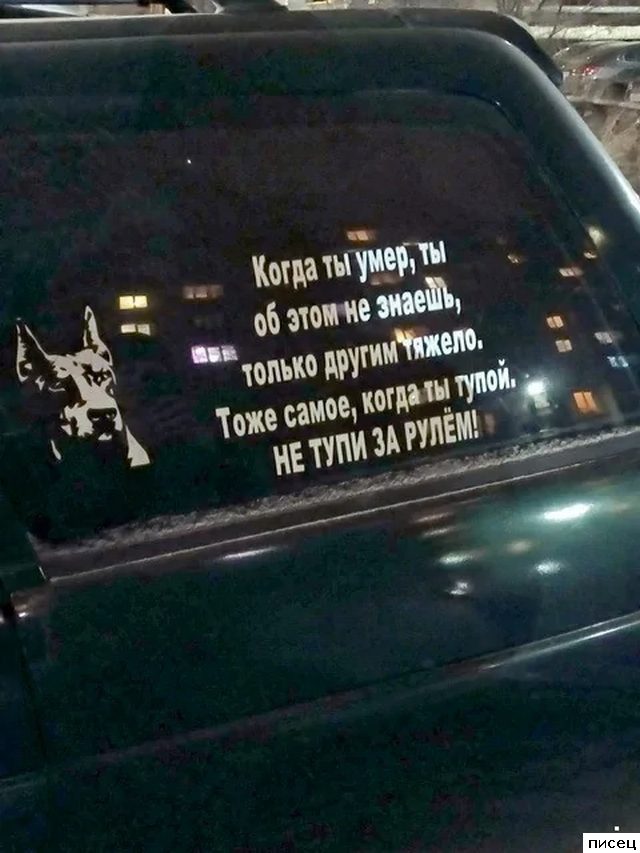 Когда ты умер, ты
об этом не знаешь,
только другим тяжело.
Тоже самое, когда ты тупой.
НЕ ТУПИ ЗА РУЛЁМ!
писец